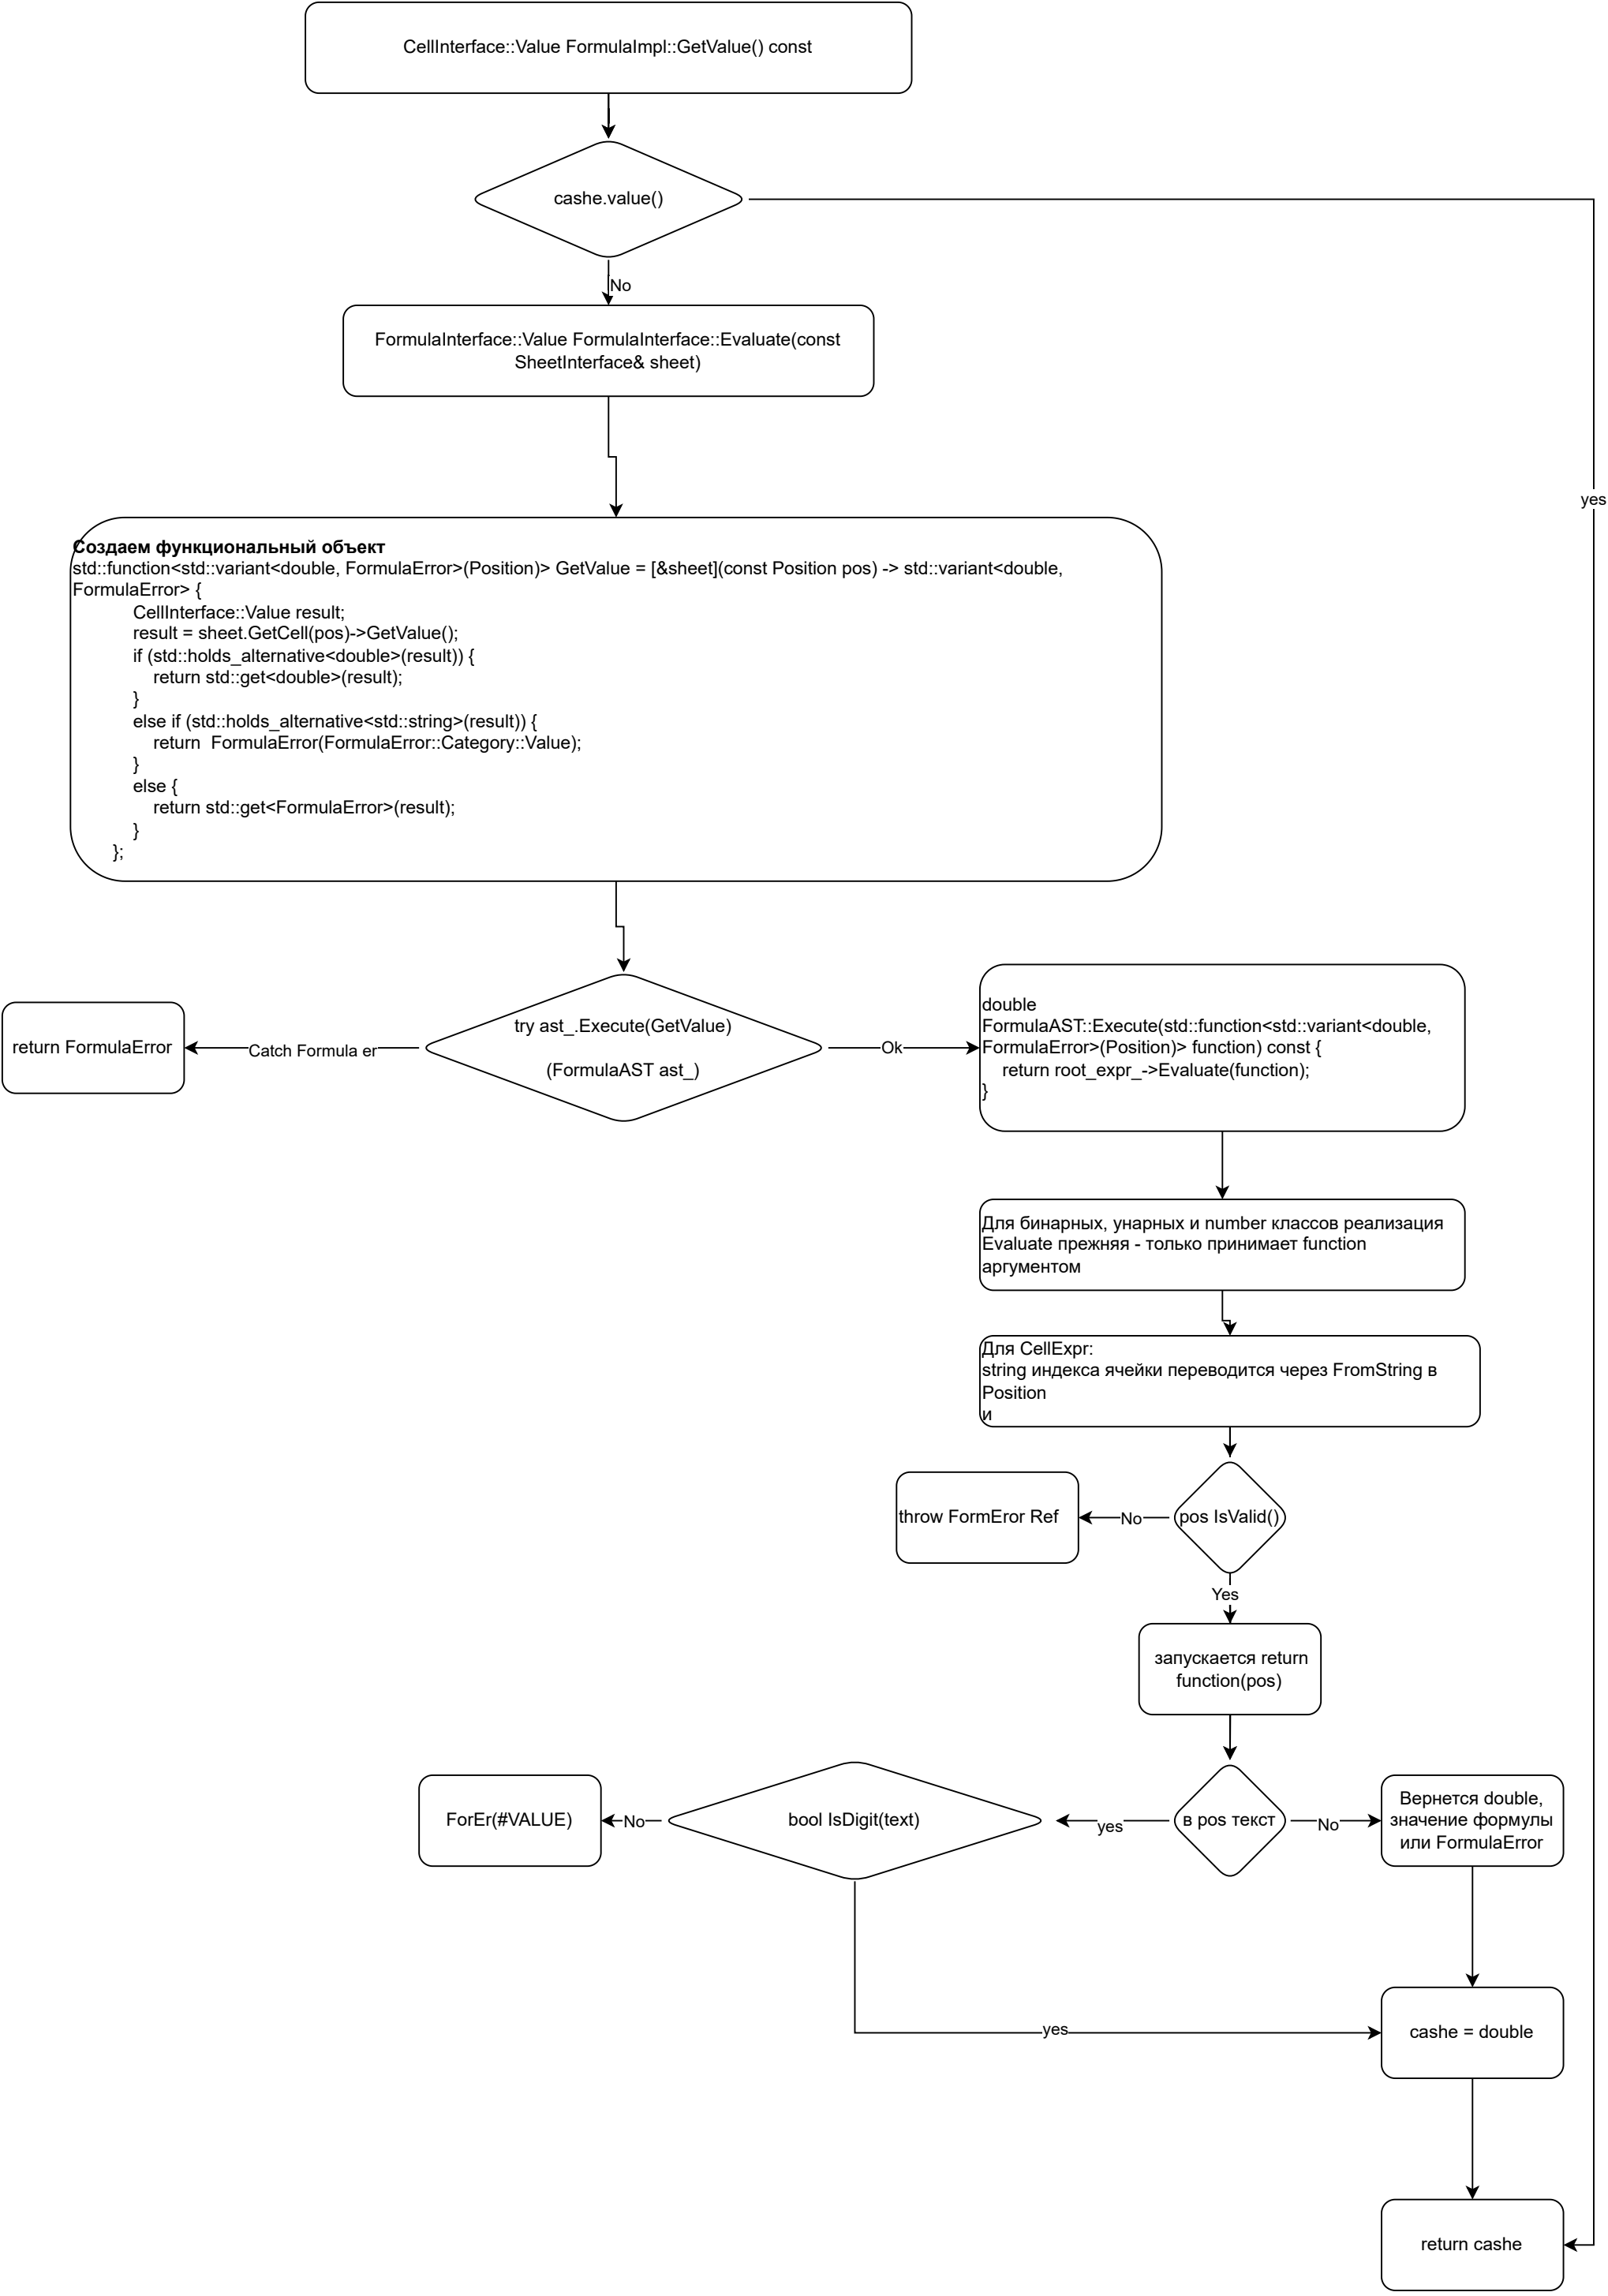 CellInterface::Value FormulaImpl::GetValue() const
cashe.value()
No
yes
FormulaInterface::Value FormulaInterface::Evaluate(const
SheetInterface& sheet)
Создаем функциональный объект
std::function<std::variant<double, FormulaError>(Position)> GetValue = [&sheet](const Position pos) -> std::variant<double,
FormulaError> {
CellInterface::Value result;
result = sheet.GetCell(pos)->GetValue();
if (std::holds_alternative<double>(result)) {
return std::get<double>(result);
}
else if (std::holds_alternative<std::string>(result)) {
return  FormulaError(FormulaError::Category::Value);
}
else {
return std::get<FormulaError>(result);
}
};
return FormulaError
Catch Formula er
try ast_.Execute(GetValue)
(FormulaAST ast_)
Ok
double
FormulaAST::Execute(std::function<std::variant<double,
FormulaError>(Position)> function) const {
return root_expr_->Evaluate(function);
}
Для бинарных, унарных и number классов реализация
Evaluate прежняя - только принимает function
аргументом
Для CellExpr:
string индекса ячейки переводится через FromString в
Position
и
throw FormEror Ref
No
pos IsValid()
Yes
запускается return
function(pos)
ForEr(#VALUE)
No
bool IsDigit(text)
yes
в pos текст
No
Вернется double,
значение формулы
или FormulaError
yes
cashe = double
return cashe